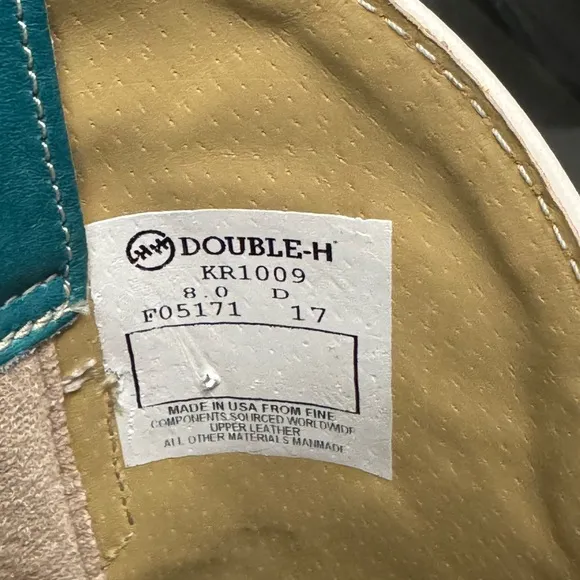 DOUBLE-H
KR1009
8.0 D
F05171 17
MADE IN USA FROM FINE
COMPONENTS SOURCED WORLDWIDE
UPPER LEATHER
ALL OTHER MATERIALS MANMADE